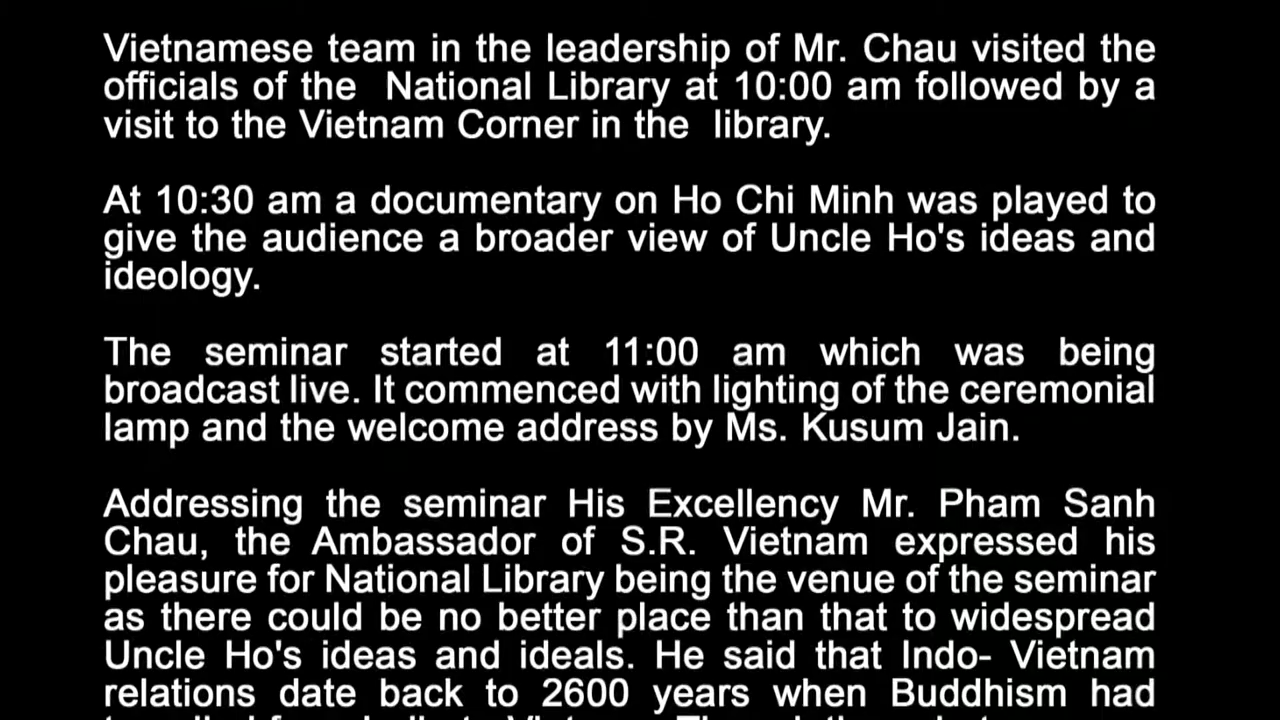 Vietnamese team in the leadership of Mr. Chau visited the
officials of the National Library at 10:00 am followed by a
visit to the Vietnam Corner in the library.
At 10:30 am a documentary on Ho Chi Minh was played to
give the audience a broader view of Uncle Ho's ideas and
ideology.
The seminar started at 11:00 am which was being
broadcast live. It commenced with lighting of the ceremonial
lamp and the welcome address by Ms. Kusum Jain.
Addressing the seminar His Excellency Mr. Pham Sanh
Chau, the Ambassador of S.R. Vietnam expressed his
pleasure for National Library being the venue of the seminar
as there could be no better place than that to widespread
Uncle Ho's ideas and ideals. He said that Indo- Vietnam
relations date back to 2600 years when Buddhism had